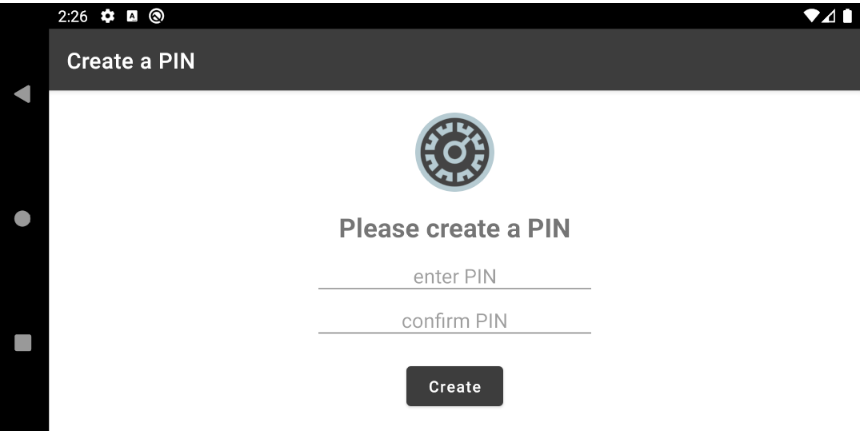 2:26
Create a PIN
Please create a PIN
enter PIN
confirm PIN
Create